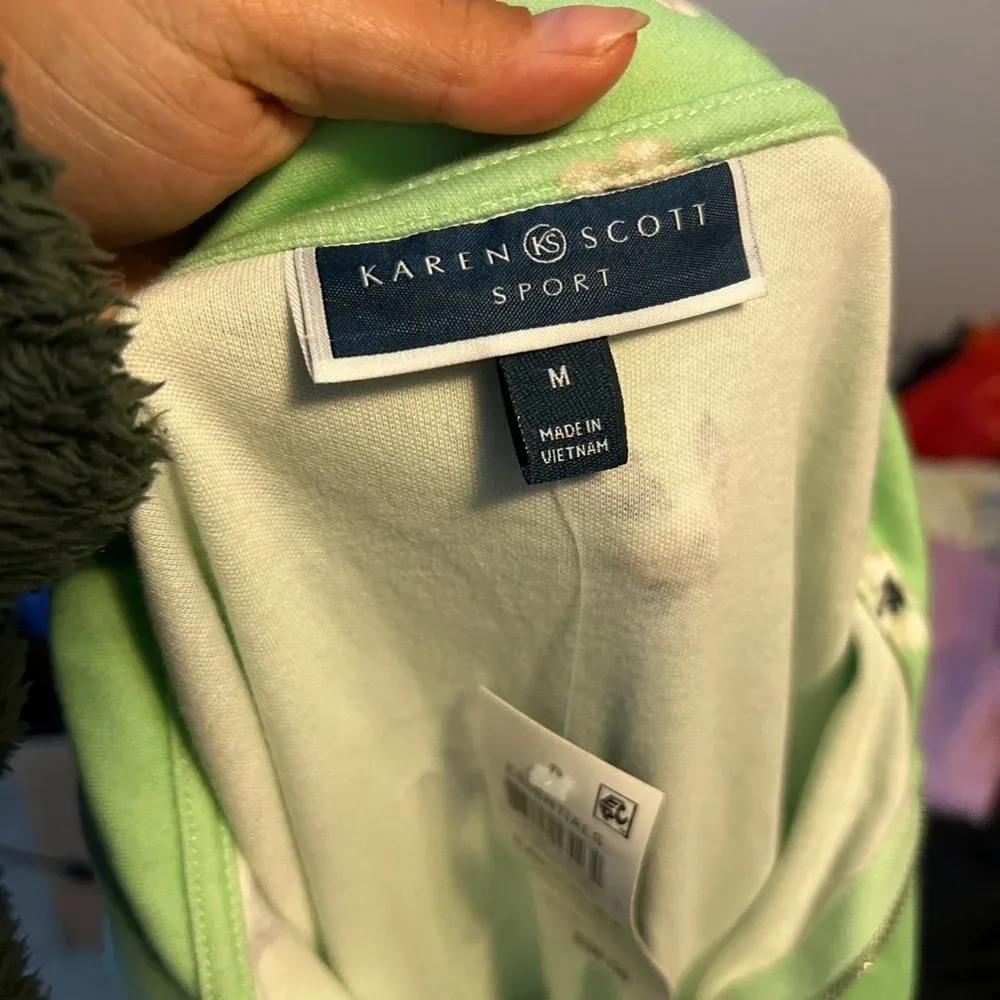 KAREN KS SCOTT
SPORT
M
MADE IN
VIETNAM